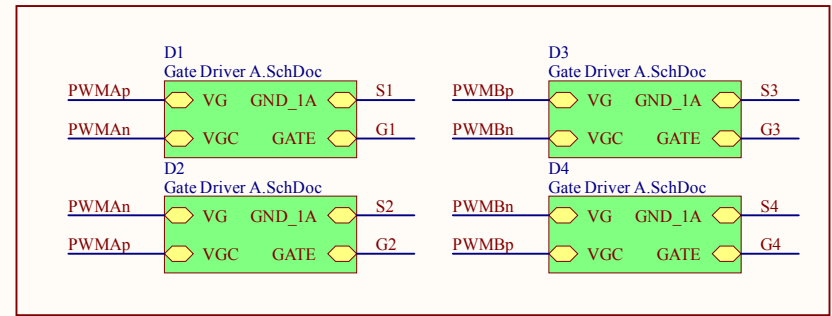 D1
Gate Driver A.SchDoc
PWMAp VG GND_1A S1
PWMAn VGC GATE G1
D2
Gate Driver A.SchDoc
PWMAn VG GND_1A S2
PWMAp VGC GATE G2
D3
Gate Driver A.SchDoc
PWMBp VG GND_1A S3
PWMBn VGC GATE G3
D4
Gate Driver A.SchDoc
PWMBn VG GND_1A S4
PWMBp VGC GATE G4